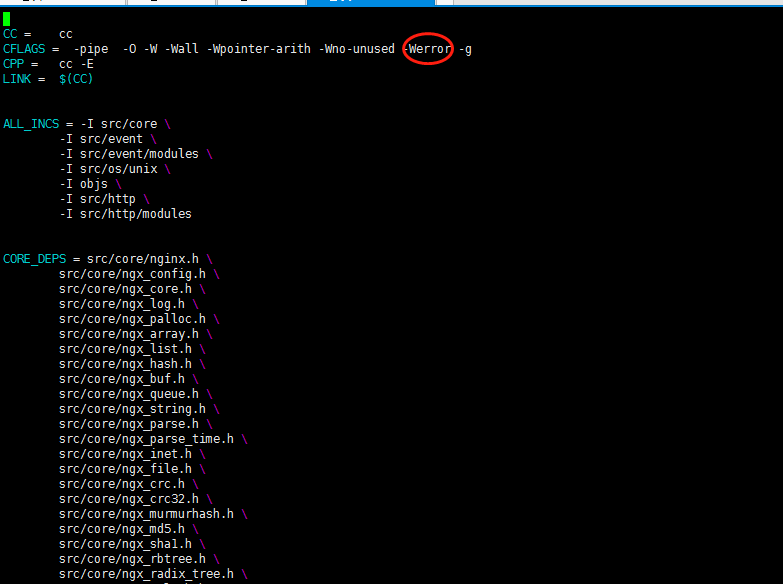 CC =    cc
CFLAGS =  -pipe  -O -W -Wall -Wpointer-arith -Wno-unused -Werror -g
CPP =   cc -E
LINK =  $(CC)
ALL_INCS = -I src/core \
        -I src/event \
        -I src/event/modules \
        -I src/os/unix \
        -I objs \
        -I src/http \
        -I src/http/modules
CORE_DEPS = src/core/nginx.h \
        src/core/ngx_config.h \
        src/core/ngx_core.h \
        src/core/ngx_log.h \
        src/core/ngx_palloc.h \
        src/core/ngx_array.h \
        src/core/ngx_list.h \
        src/core/ngx_hash.h \
        src/core/ngx_buf.h \
        src/core/ngx_queue.h \
        src/core/ngx_string.h \
        src/core/ngx_parse.h \
        src/core/ngx_parse_time.h \
        src/core/ngx_inet.h \
        src/core/ngx_file.h \
        src/core/ngx_crc.h \
        src/core/ngx_crc32.h \
        src/core/ngx_murmurhash.h \
        src/core/ngx_md5.h \
        src/core/ngx_sha1.h \
        src/core/ngx_rbtree.h \
        src/core/ngx_radix_tree.h \